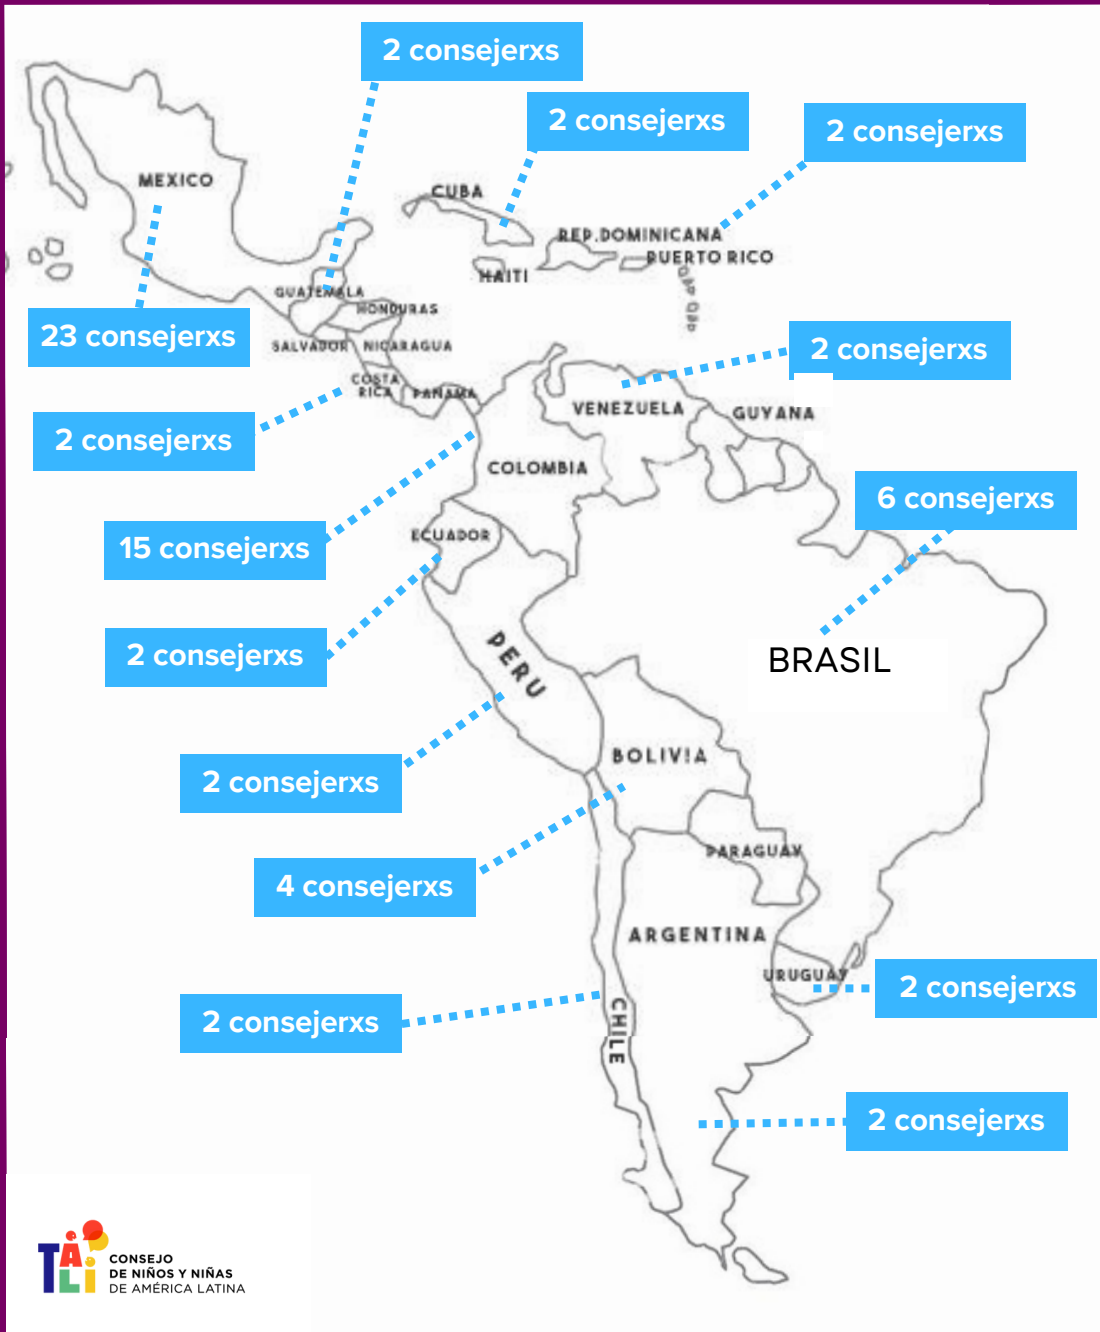 2 consejerxs
2 consejerxs
2 consejerxs
MEXICO
CUBA
REP.DOMINICANA
PUERTO RICO
HAITI
GUATEMALA
HONDURAS
23 consejerxs
SALVADOR
NICARAGUA
2 consejerxs
COSTA
RICA
PANAMA
2 consejerxs
VENEZUELA
GUYANA
COLOMBIA
6 consejerxs
15 consejerxs
ECUADOR
2 consejerxs
PERU
BRASIL
2 consejerxs
BOLIVIA
4 consejerxs
PARAGUAY
ARGENTINA
URUGUAY
2 consejerxs
2 consejerxs
CHILE
2 consejerxs
TALi
CONSEJO
DE NIÑOS Y NIÑAS
DE AMÉRICA LATINA